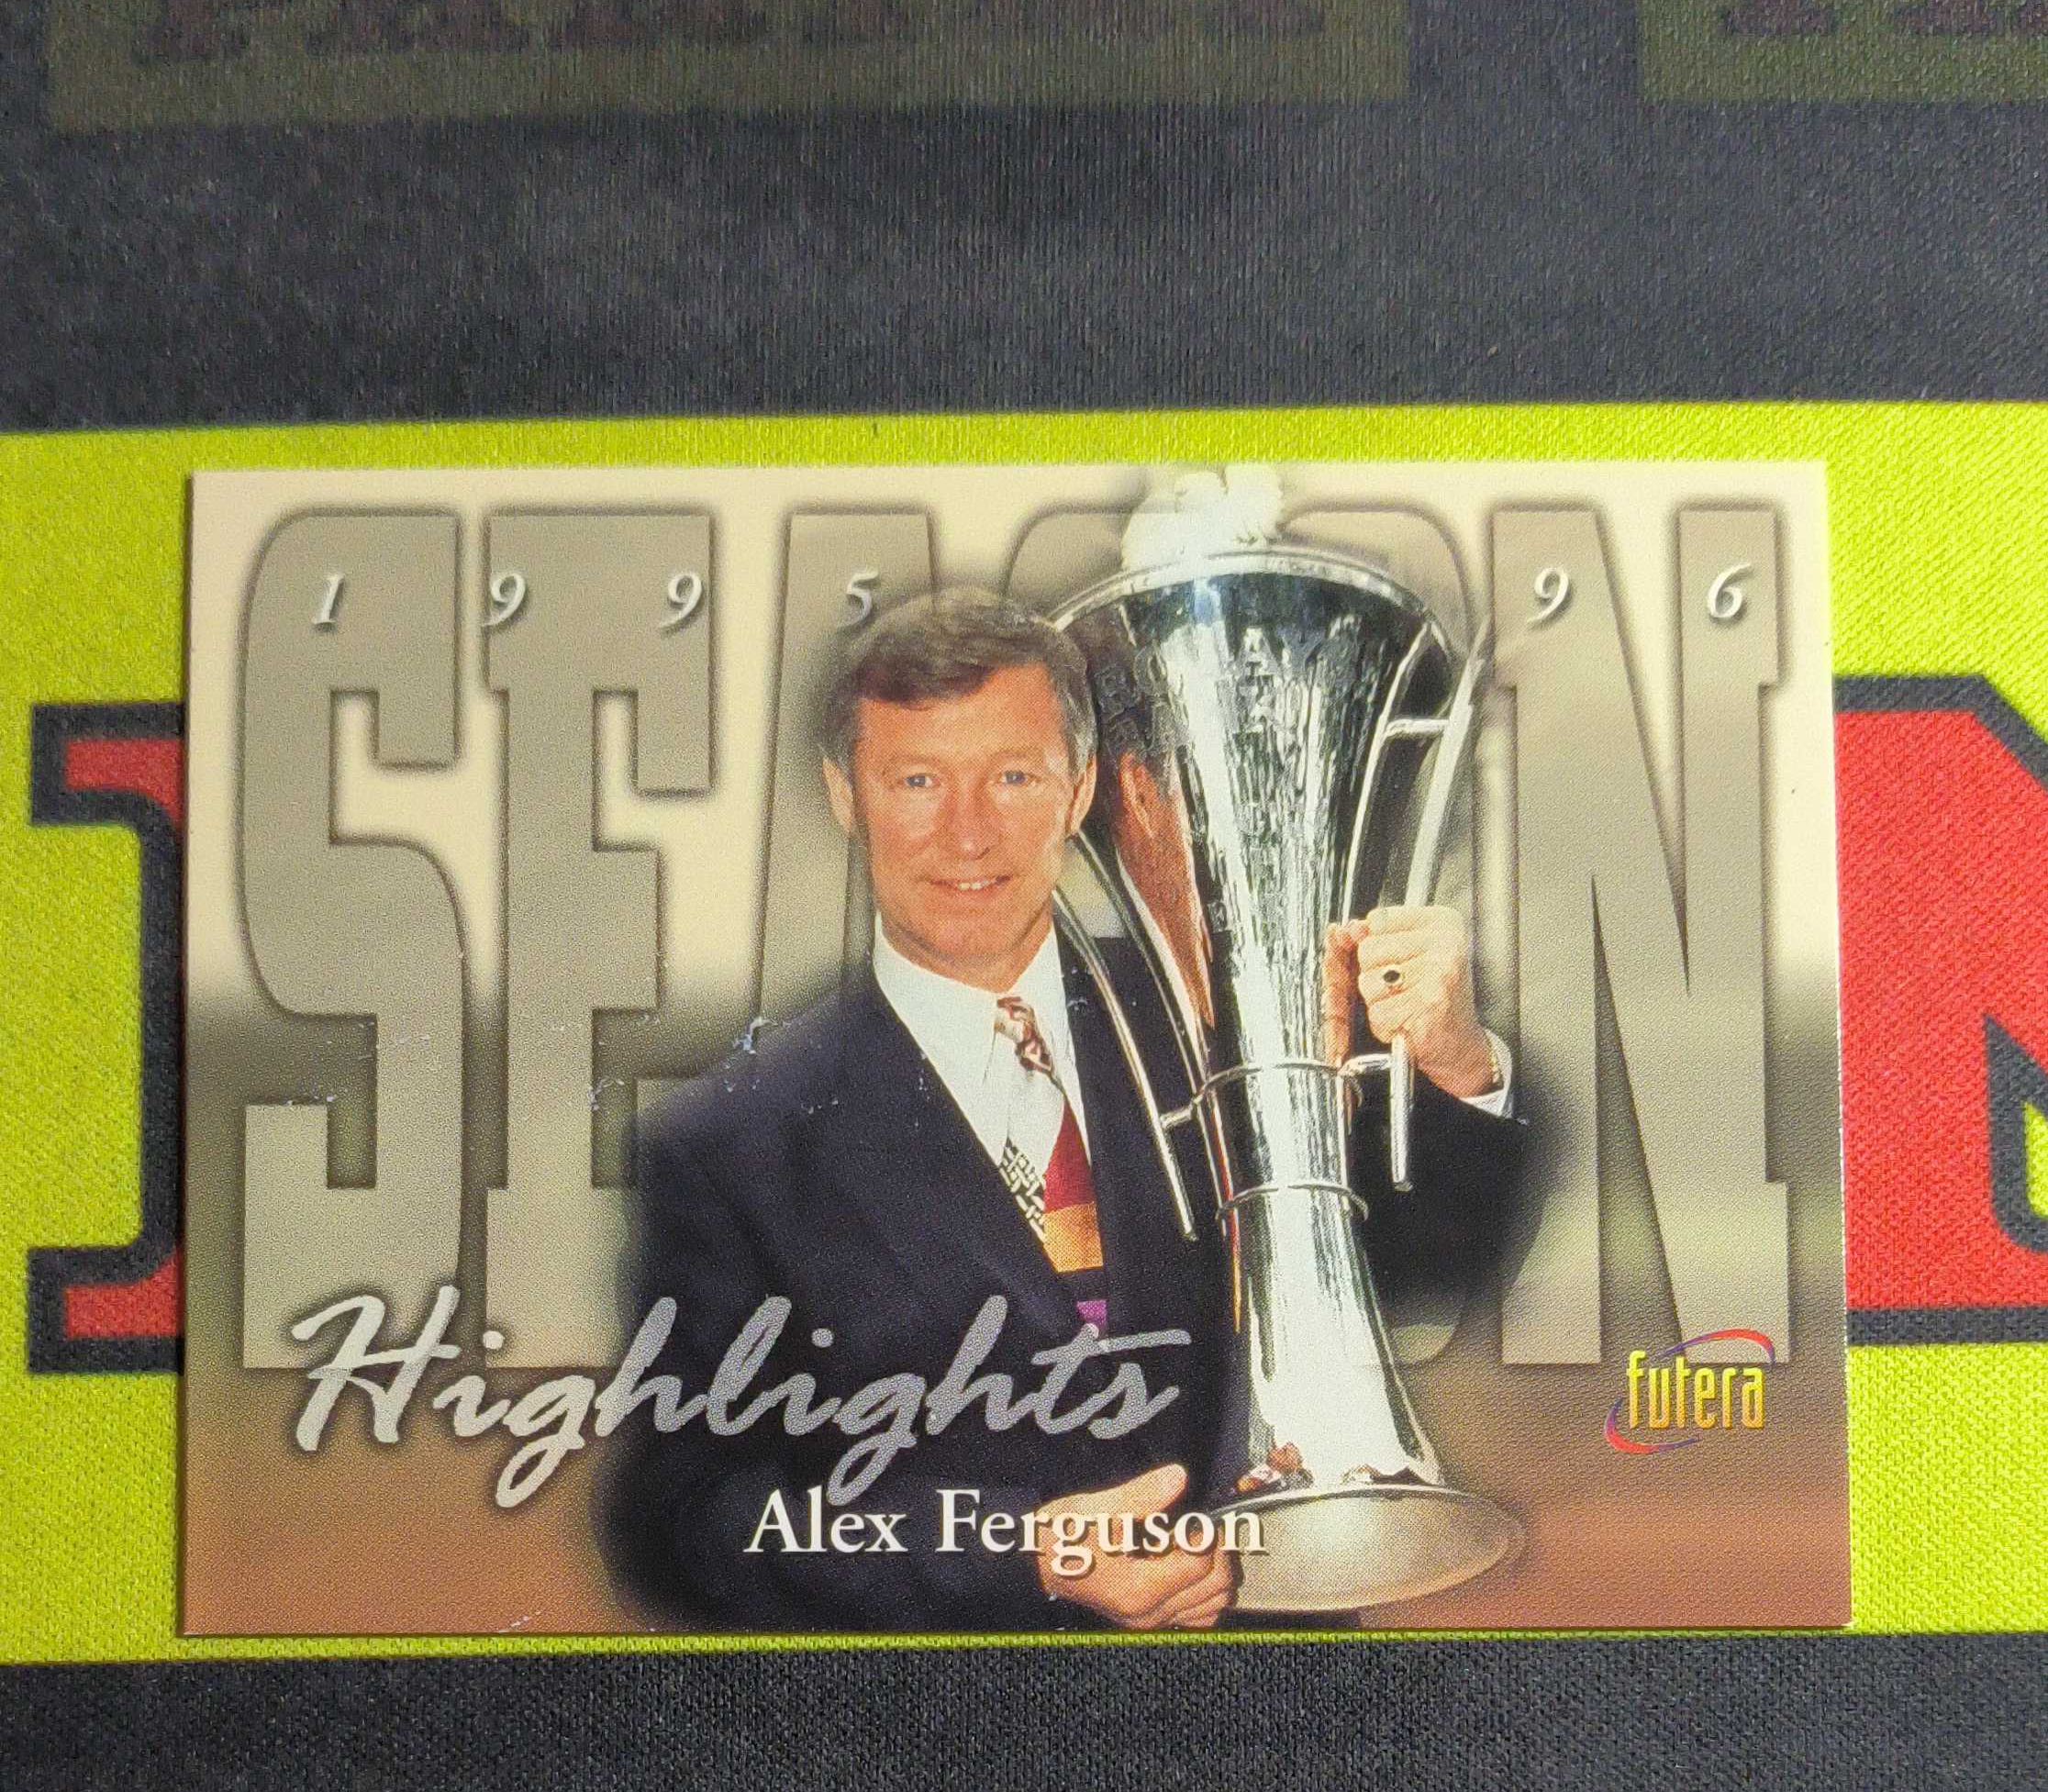 SEASON
1995 96
Highlights
Alex Ferguson
futera